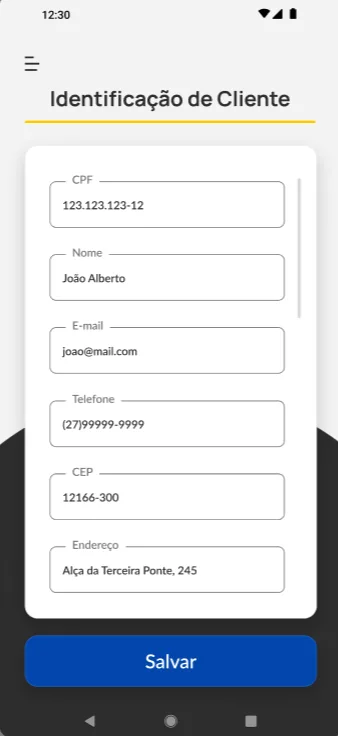 12:30
Identificação de Cliente
CPF
123.123.123-12
Nome
João Alberto
E-mail
joao@mail.com
Telefone
(27)99999-9999
CEP
12166-300
Endereço
Alça da Terceira Ponte, 245
Salvar